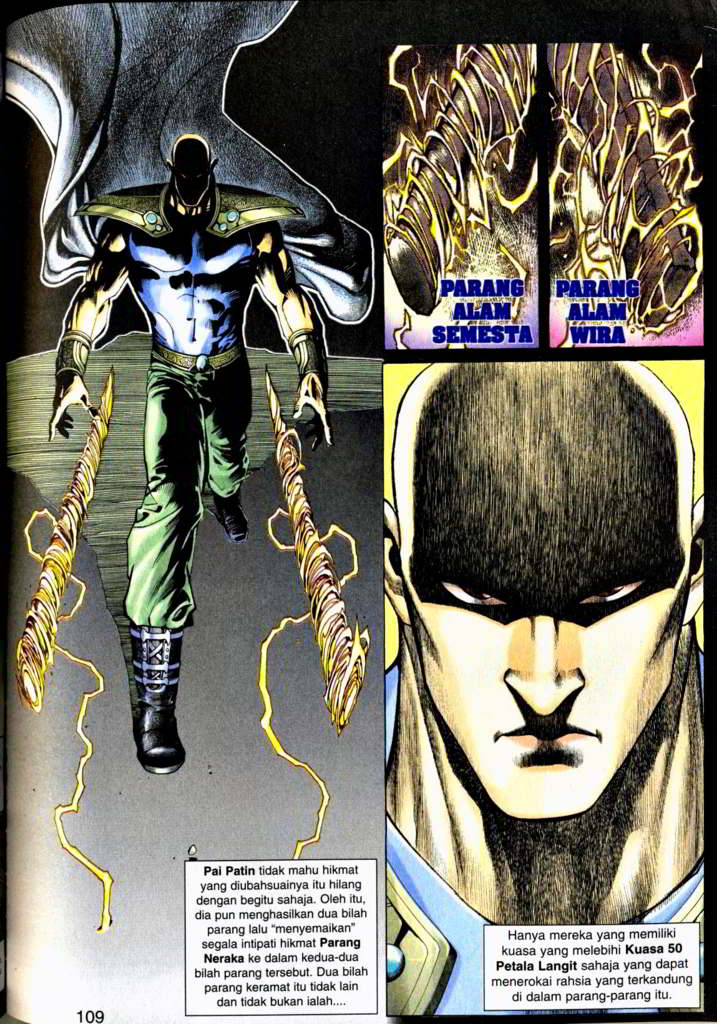 Pai Patin tidak mahu hikmat
yang diubahsuainya itu hilang
dengan begitu sahaja. Oleh itu,
dia pun menghasilkan dua bilah
parang lalu "menyemaikan"
segala intipati hikmat Parang
Neraka ke dalam kedua-dua
bilah parang tersebut. Dua bilah
parang keramat itu tidak lain
dan tidak bukan ialah....
PARANG
ALAM
SEMESTA
PARANG
ALAM
WIRA
Hanya mereka yang memiliki
kuasa yang melebihi Kuasa 50
Petala Langit sahaja yang dapat
menerokai rahsia yang terkandung
di dalam parang-parang itu.
109